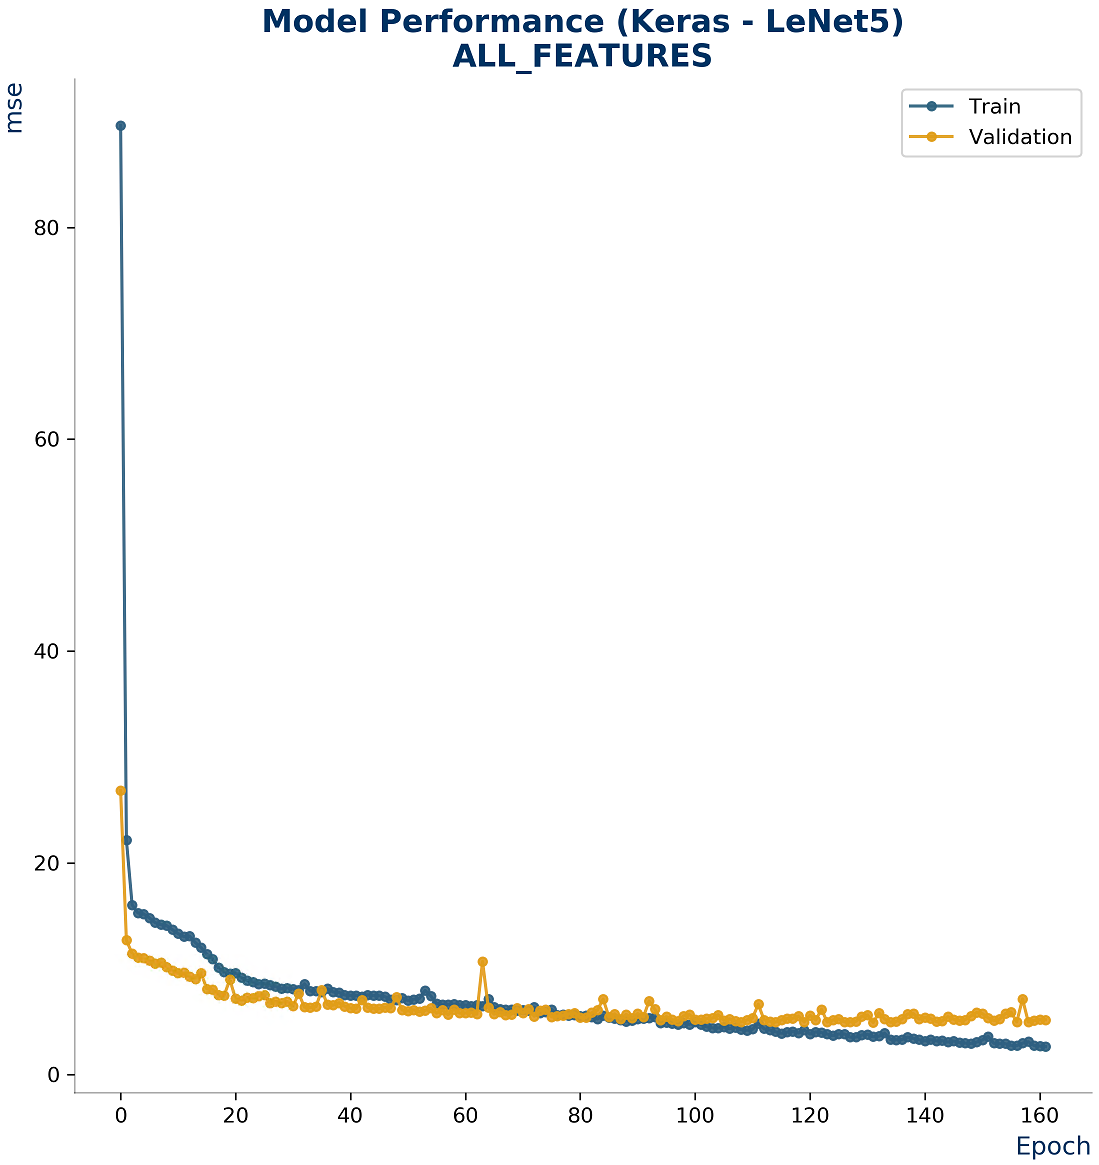 Model Performance (Keras - LeNet5)
ALL_FEATURES
mse
Train
Validation
80
60
40
20
0
0 20 40 60 80 100 120 140 160
Epoch